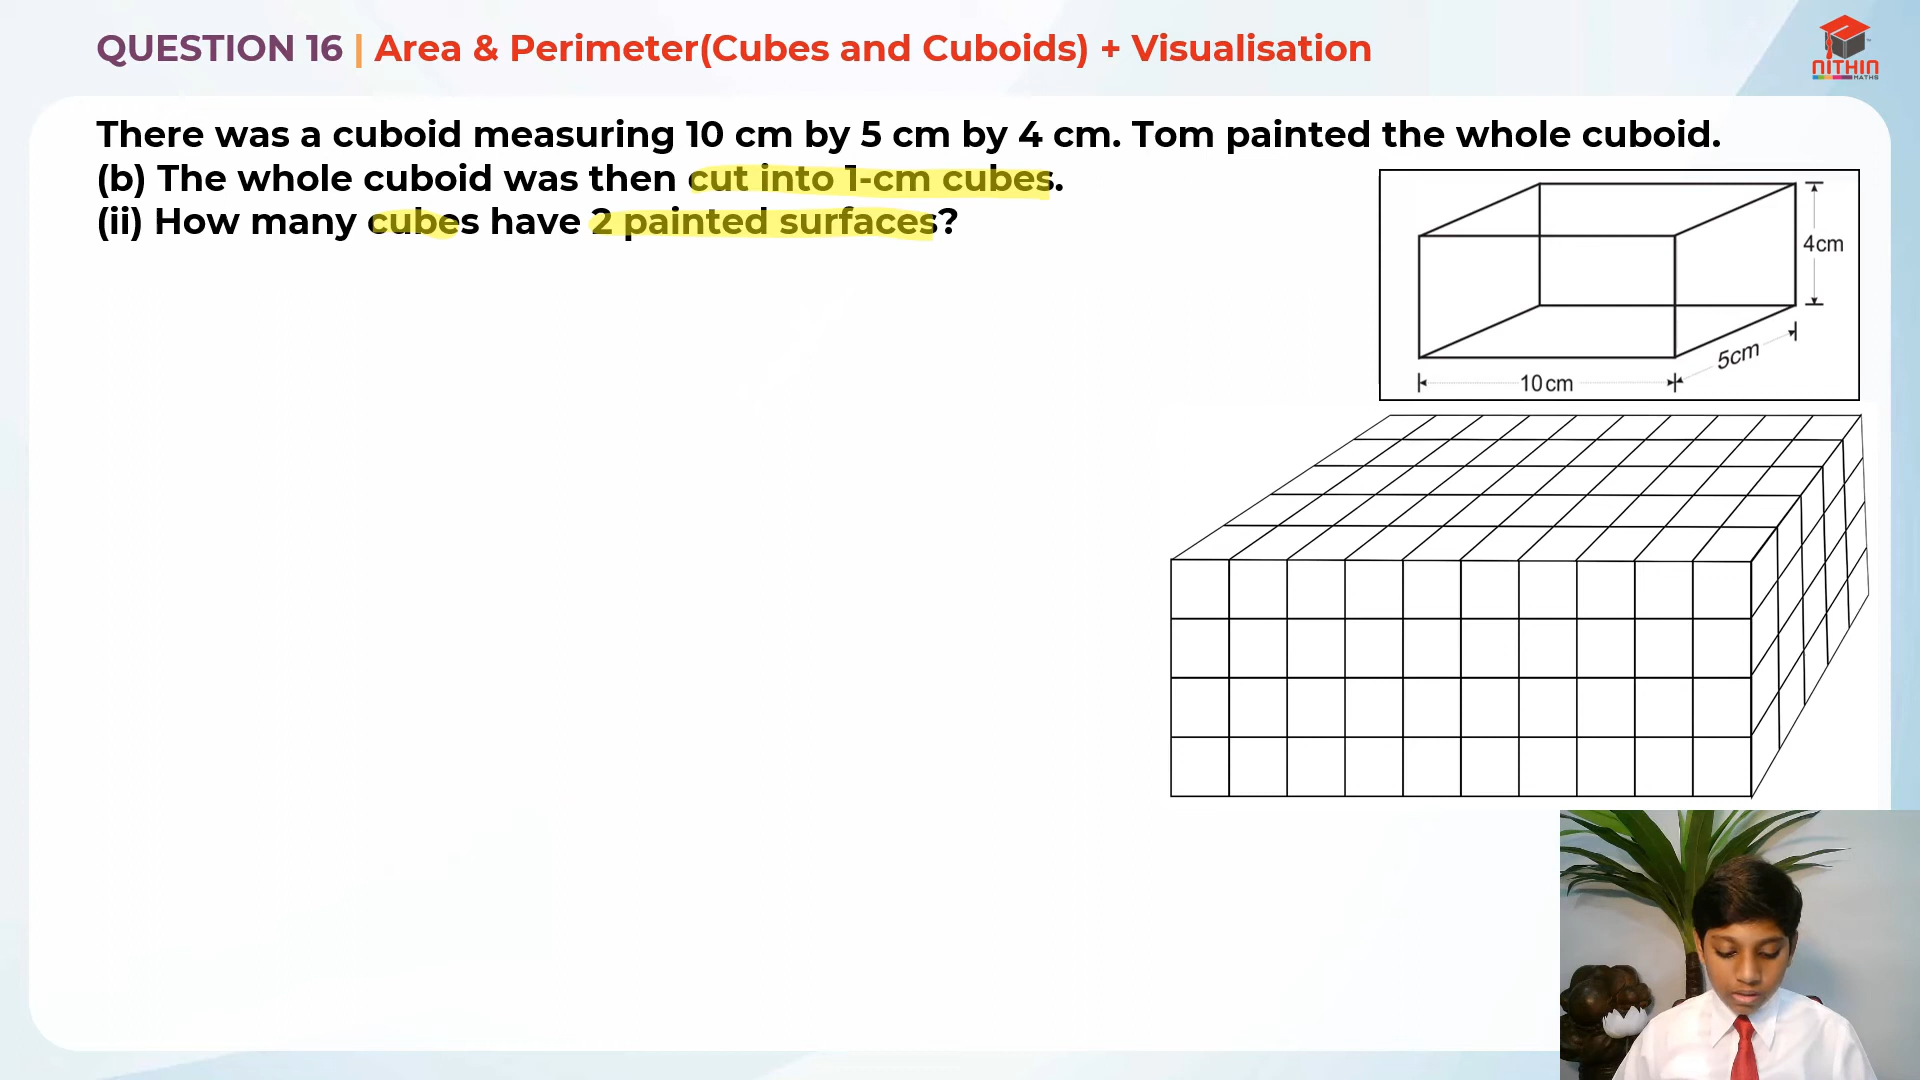 QUESTION 16 | Area & Perimeter(Cubes and Cuboids) + Visualisation
NITHIN
MATHS
There was a cuboid measuring 10 cm by 5 cm by 4 cm. Tom painted the whole cuboid.
(b) The whole cuboid was then cut into 1-cm cubes.
(ii) How many cubes have 2 painted surfaces?
4cm
5cm
10cm